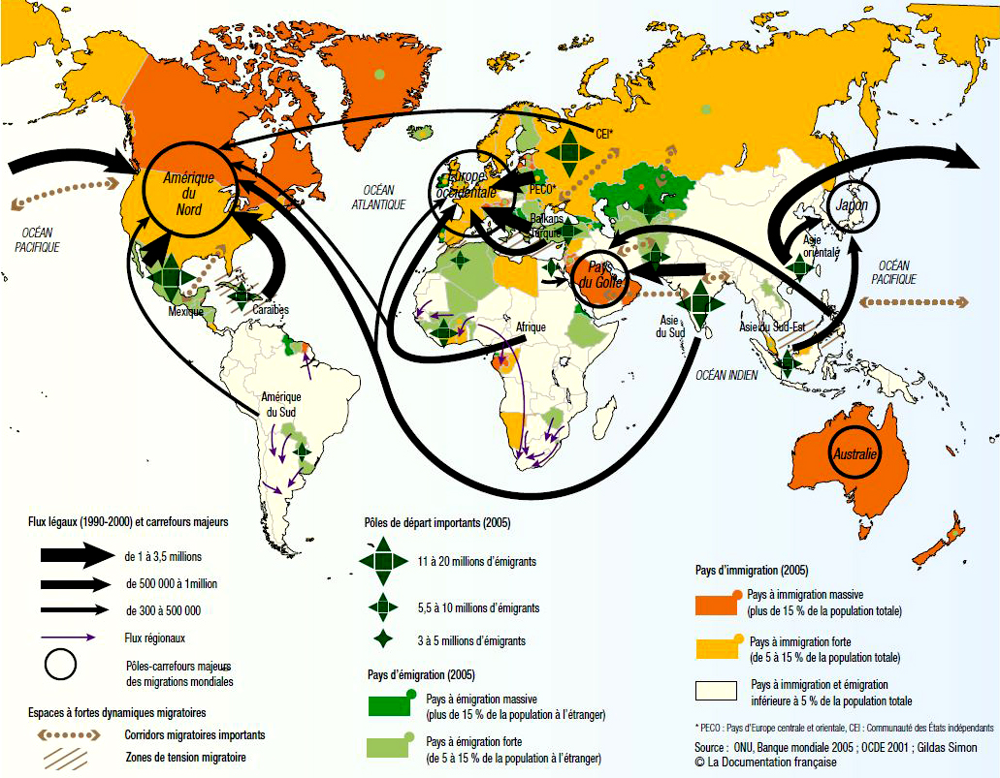 CEI*
Amérique
du
Nord
OCÉAN
ATLANTIQUE
Europe
occidentale
PECO*
Balkans
Turquie
Japon
OCÉAN
PACIFIQUE
Asie
orientale
Pays
du Golfe
OCÉAN
PACIFIQUE
Mexique
Caraïbes
Afrique
Asie
du Sud
Asie du Sud-Est
OCÉAN INDIEN
Amérique
du Sud
Australie
Flux légaux (1990-2000) et carrefours majeurs
de 1 à 3,5 millions
de 500 000 à 1million
de 300 à 500 000
Flux régionaux
Pôles-carrefours majeurs
des migrations mondiales
Espaces à fortes dynamiques migratoires
Corridors migratoires importants
Zones de tension migratoire
Pôles de départ importants (2005)
11 à 20 millions d'émigrants
5,5 à 10 millions d'émigrants
3 à 5 millions d'émigrants
Pays d'émigration (2005)
Pays à émigration massive
(plus de 15 % de la population à l'étranger)
Pays à émigration forte
(de 5 à 15 % de la population à l'étranger)
Pays d'immigration (2005)
Pays à immigration massive
(plus de 15 % de la population totale)
Pays à immigration forte
(de 5 à 15 % de la population totale)
Pays à immigration et émigration
inférieure à 5 % de la population totale
* PECO : Pays d'Europe centrale et orientale, CEI : Communauté des États indépendants
Source : ONU, Banque mondiale 2005 ; OCDE 2001 ; Gildas Simon
© La Documentation française